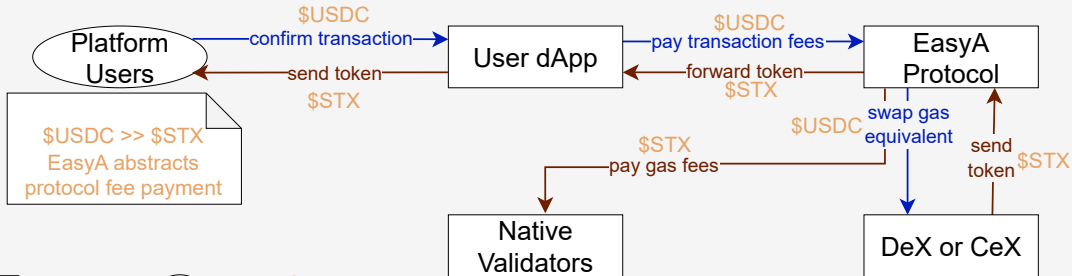 $USDC
confirm transaction
Platform
Users
send token
$STX
User dApp
$USDC
pay transaction fees
forward token
$STX
EasyA
Protocol
$USDC >> $STX
EasyA abstracts
protocol fee payment
$USDC
swap gas
equivalent
send
token
$STX
$STX
pay gas fees
Native
Validators
DeX or CeX